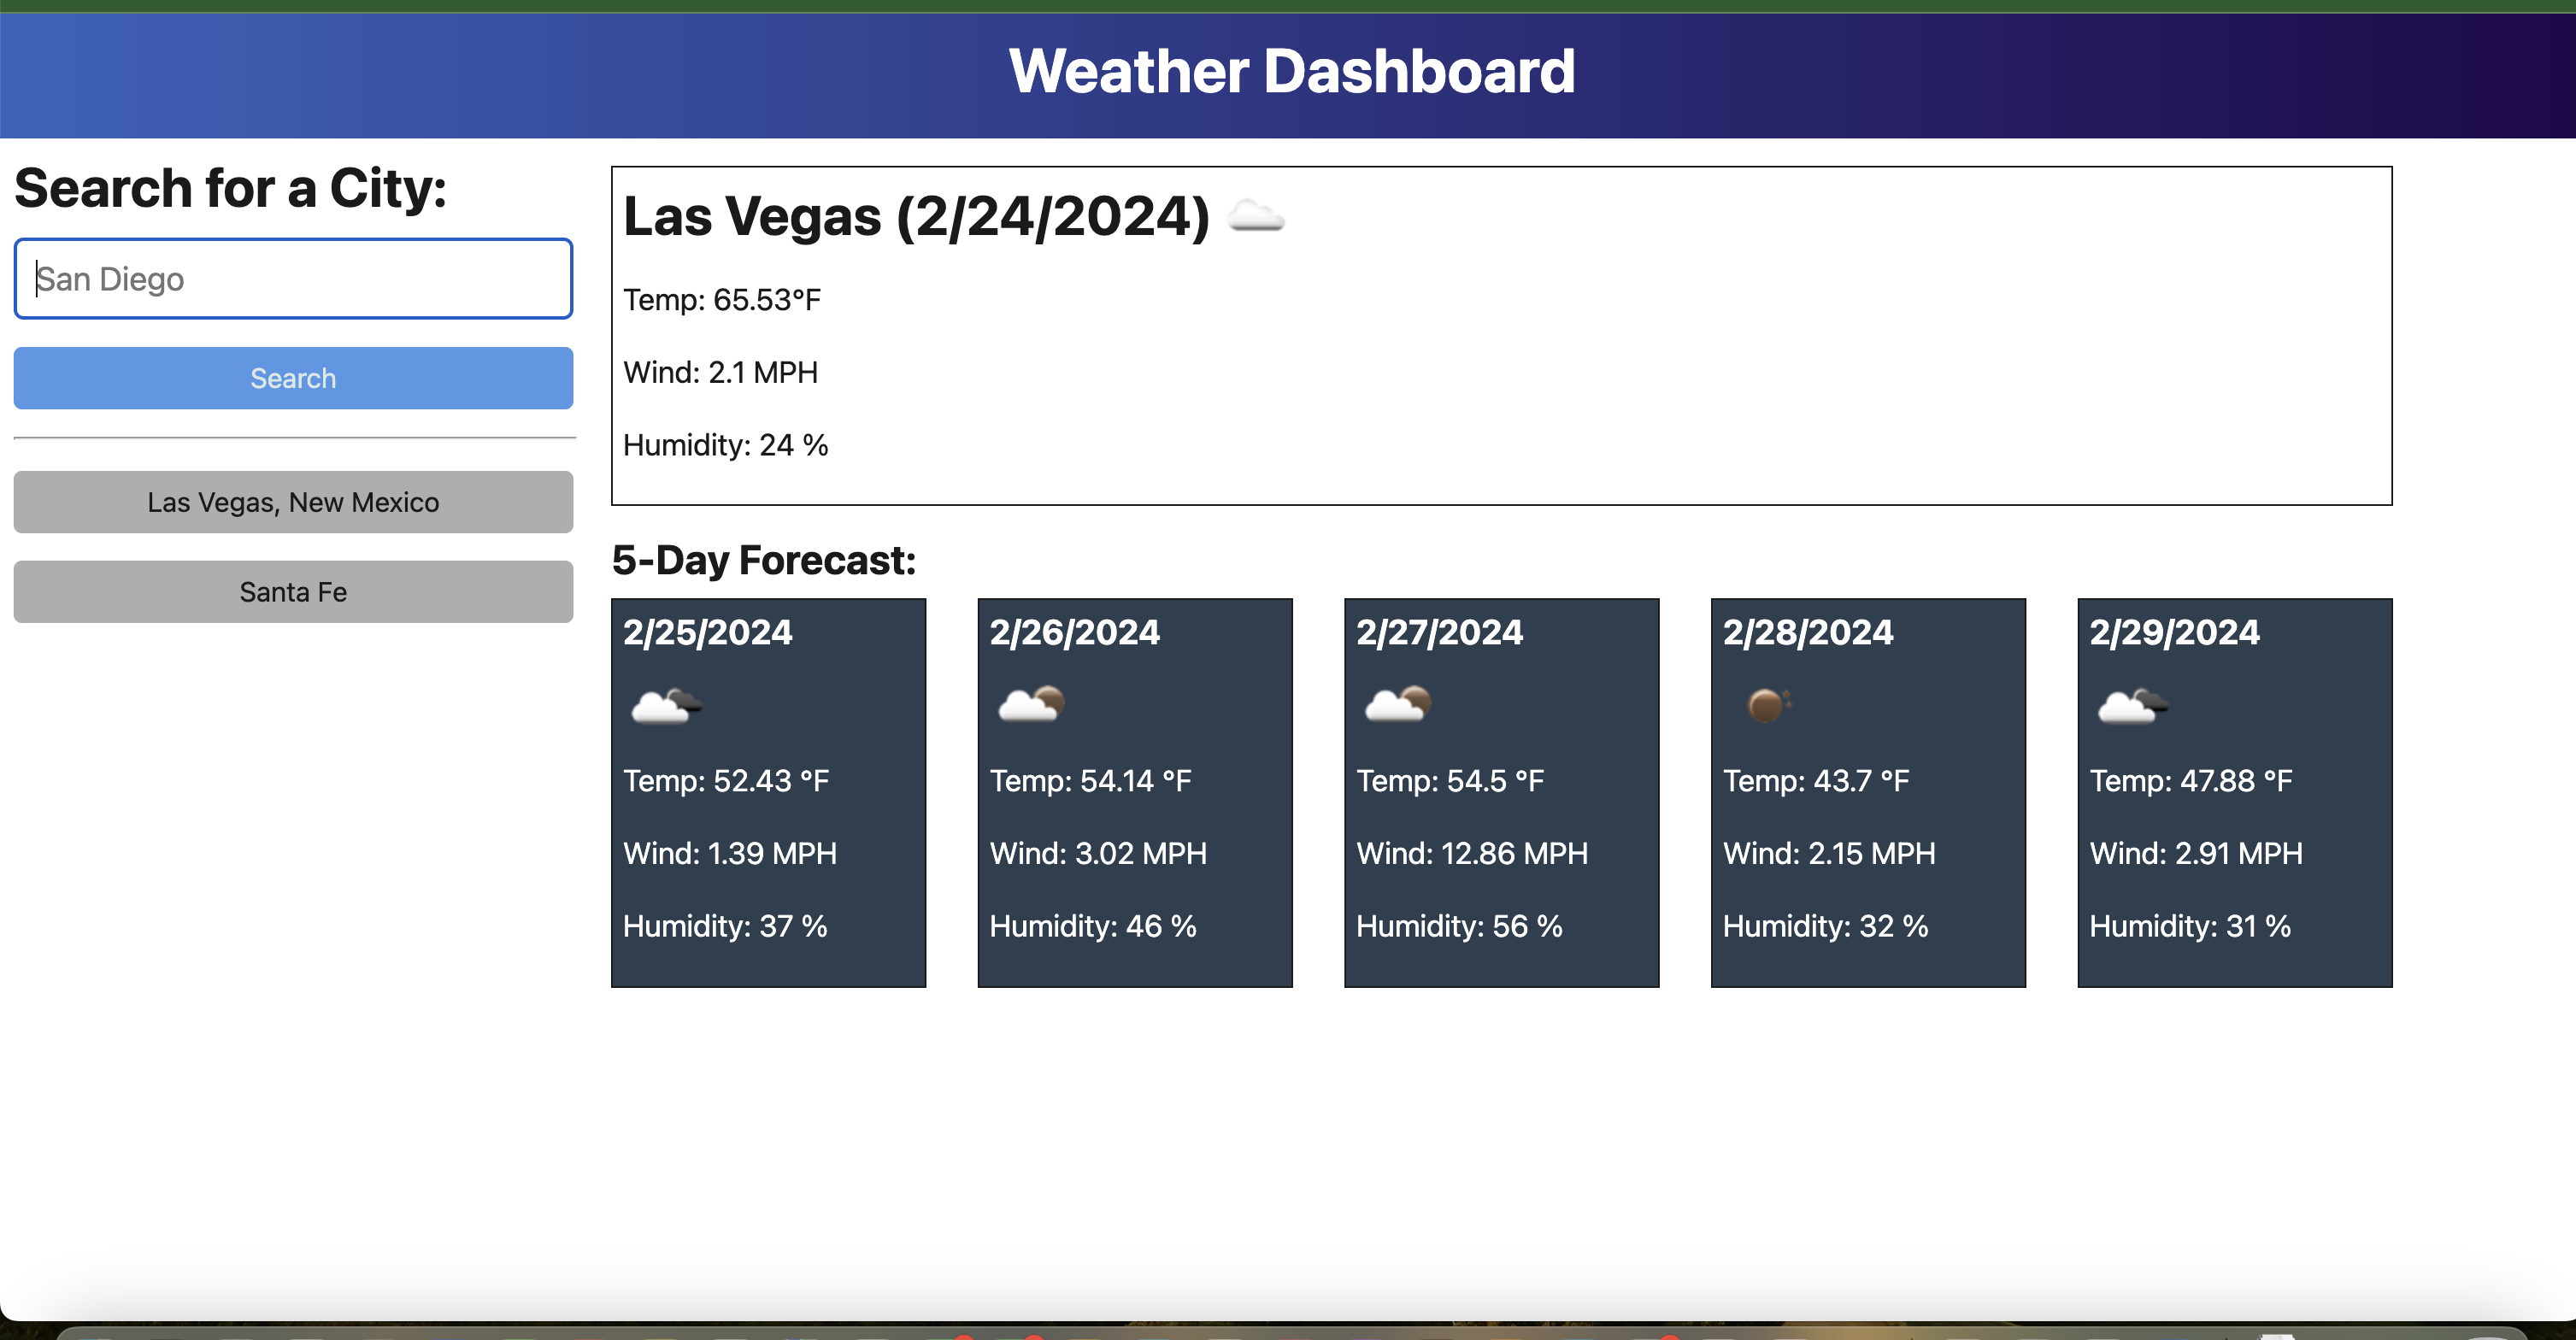 Weather Dashboard
Search for a City:
San Diego
Search
Las Vegas, New Mexico
Santa Fe
Las Vegas (2/24/2024)
Temp: 65.53°F
Wind: 2.1 MPH
Humidity: 24 %
5-Day Forecast:
2/25/2024
Temp: 52.43 °F
Wind: 1.39 MPH
Humidity: 37 %
2/26/2024
Temp: 54.14 °F
Wind: 3.02 MPH
Humidity: 46 %
2/27/2024
Temp: 54.5 °F
Wind: 12.86 MPH
Humidity: 56 %
2/28/2024
Temp: 43.7 °F
Wind: 2.15 MPH
Humidity: 32 %
2/29/2024
Temp: 47.88 °F
Wind: 2.91 MPH
Humidity: 31 %